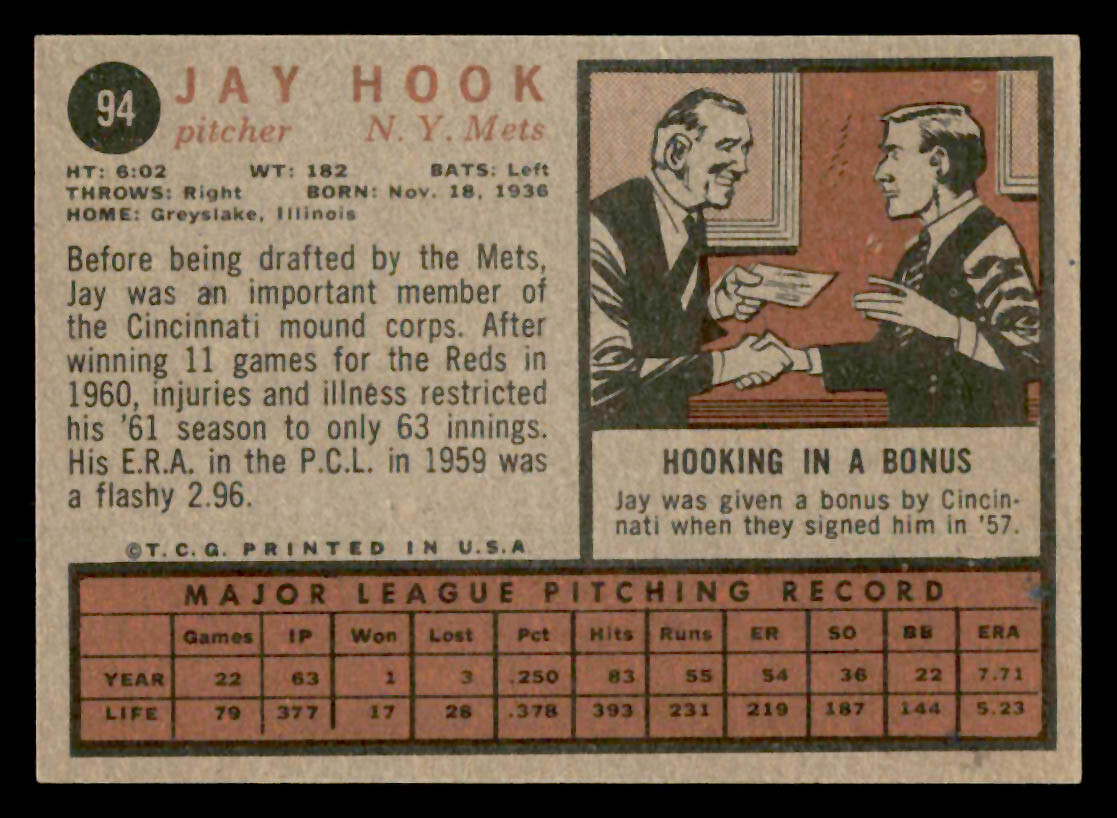 94
JAY HOOK
pitcher N. Y. Mets
HT: 6:02 WT: 182 BATS: Left
THROWS: Right BORN: Nov. 18, 1936
HOME: Greyslake, Illinois
Before being drafted by the Mets,
Jay was an important member of
the Cincinnati mound corps. After
winning 11 games for the Reds in
1960, injuries and illness restricted
his '61 season to only 63 innings.
His E.R.A. in the P.C.L. in 1959 was
a flashy 2.96.
©T.C.G. PRINTED IN U.S.A
HOOKING IN A BONUS
Jay was given a bonus by Cincin-
nati when they signed him in '57.
MAJOR LEAGUE PITCHING RECORD
Games IP Won Lost Pct Hits Runs ER SO BB ERA
YEAR 22 63 1 3 .250 83 55 54 36 22 7.71
LIFE 79 377 17 28 .378 393 231 219 187 144 5.23